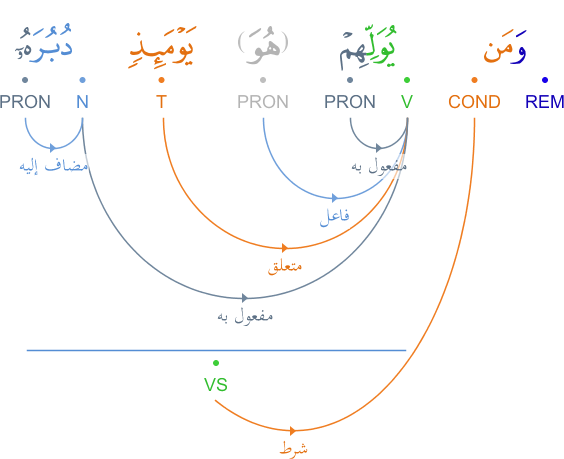 وَمَن يُوَلِّهِمْ (هُوَ) يَوْمَئِذٍ دُبُرَهُۥٓ
REM COND V PRON PRON T N PRON
مفعول به
مضاف إليه
فاعل
متعلق
مفعول به
VS
شرط